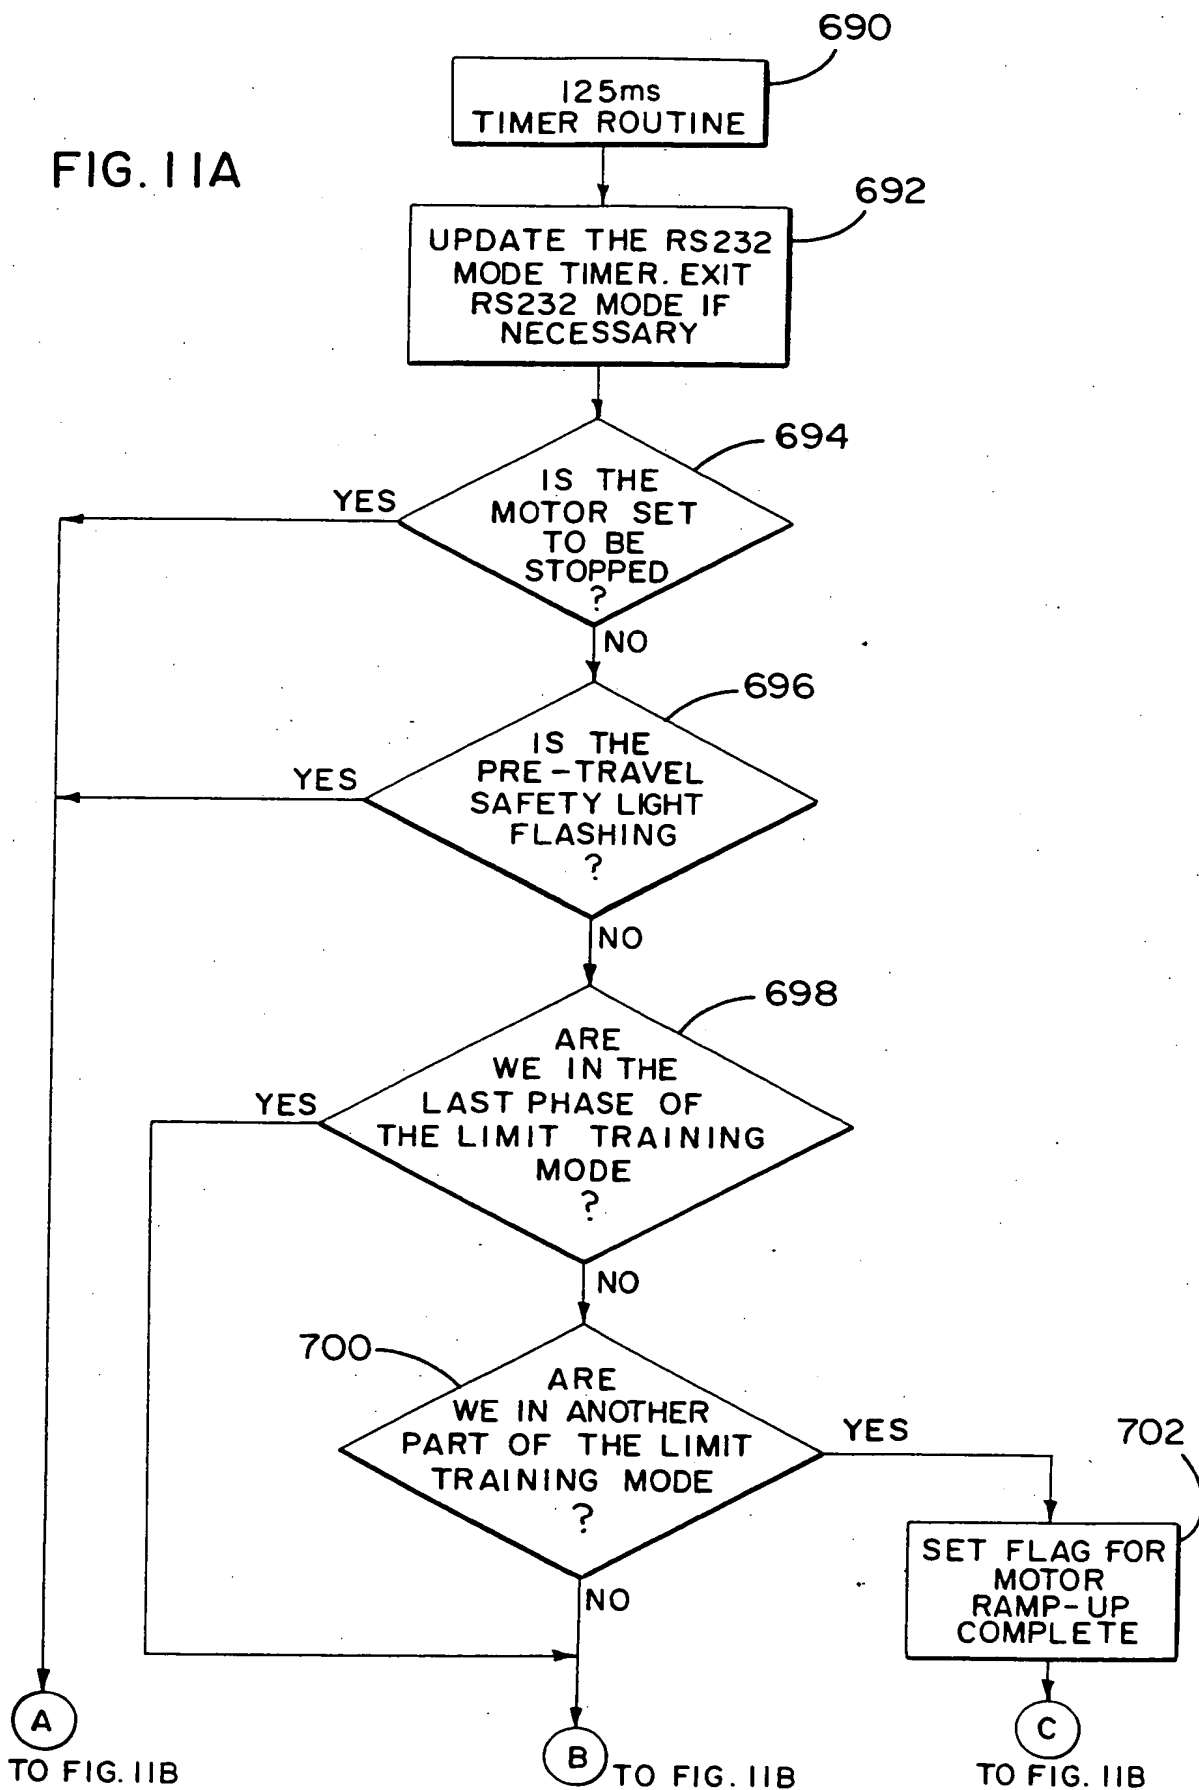 690
125ms
TIMER ROUTINE
FIG. 11A
692
UPDATE THE RS232
MODE TIMER. EXIT
RS232 MODE IF
NECESSARY
694
IS THE
MOTOR SET
TO BE
STOPPED
?
YES
NO
696
IS THE
PRE-TRAVEL
SAFETY LIGHT
FLASHING
?
YES
NO
698
ARE
WE IN THE
LAST PHASE OF
THE LIMIT TRAINING
MODE
?
YES
NO
700
ARE
WE IN ANOTHER
PART OF THE LIMIT
TRAINING MODE
?
YES
NO
702
SET FLAG FOR
MOTOR
RAMP-UP
COMPLETE
A
TO FIG. 11B
B
TO FIG. 11B
C
TO FIG. 11B